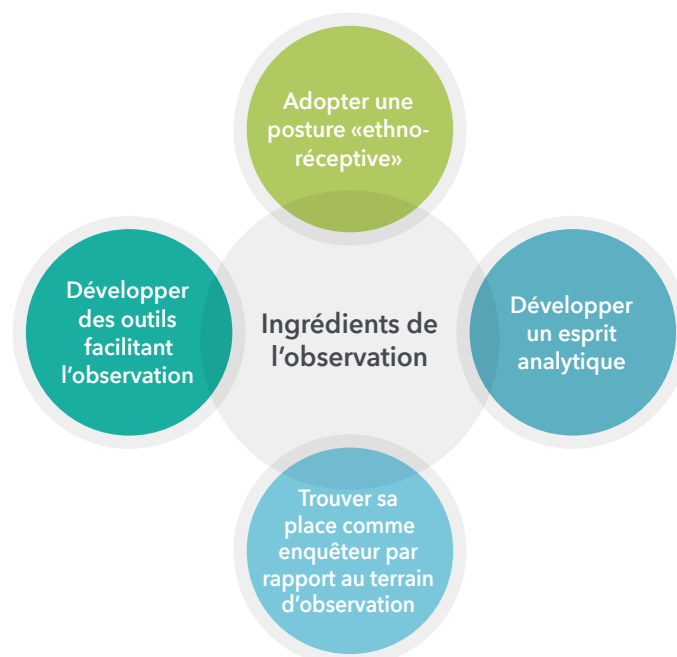 Adopter une
posture «ethno-
réceptive»
Développer
des outils
facilitant
l'observation
Ingrédients de
l'observation
Développer
un esprit
analytique
Trouver sa
place comme
enquêteur par
rapport au terrain
d'observation